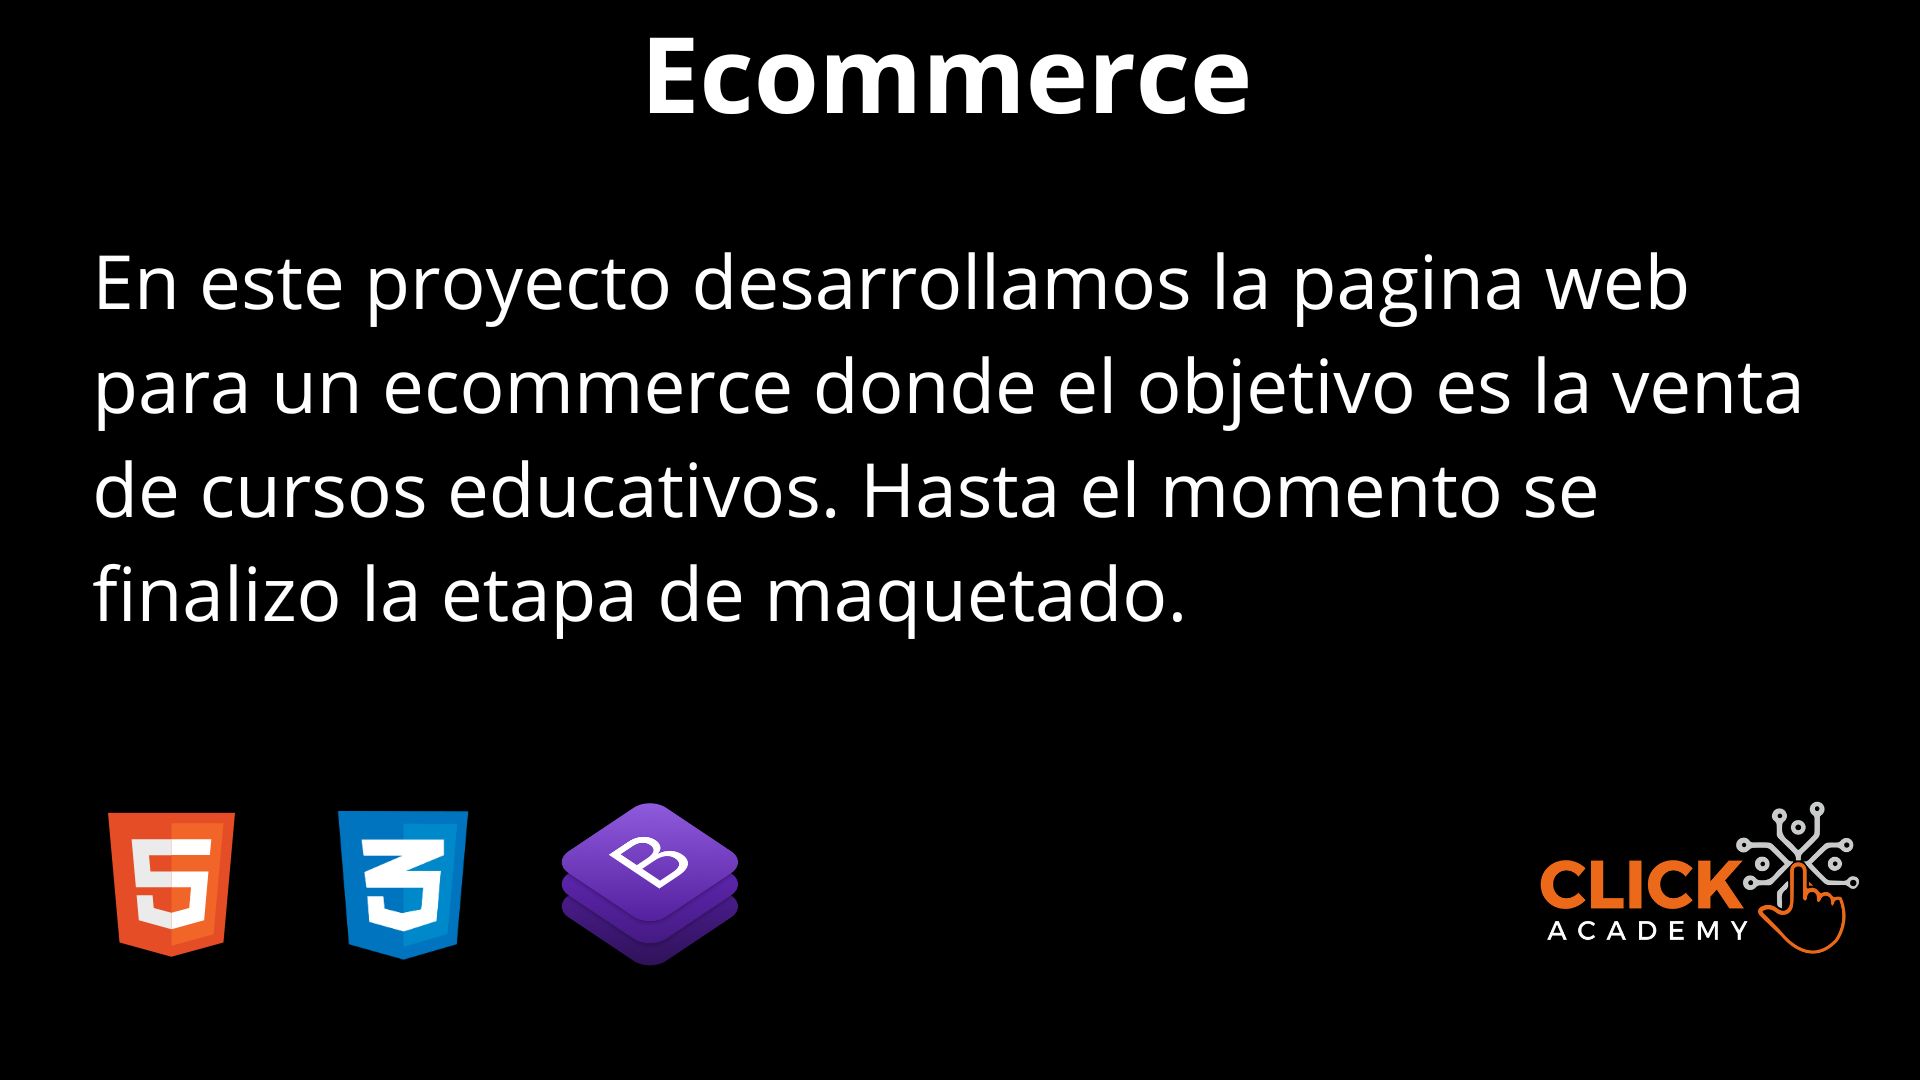 Ecommerce
En este proyecto desarrollamos la pagina web
para un ecommerce donde el objetivo es la venta
de cursos educativos. Hasta el momento se
finalizo la etapa de maquetado.
5
3
B
CLICK
ACADEMY